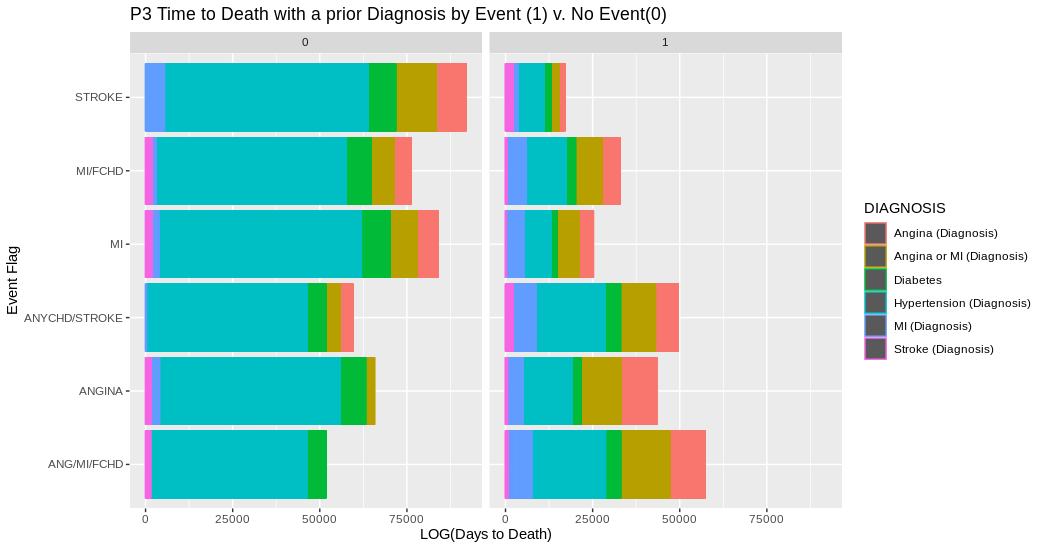 P3 Time to Death with a prior Diagnosis by Event (1) v. No Event(0)
0
1
Event Flag
STROKE
MI/FCHD
MI
ANYCHD/STROKE
ANGINA
ANG/MI/FCHD
0
25000
50000
75000
0
25000
50000
75000
LOG(Days to Death)
DIAGNOSIS
Angina (Diagnosis)
Angina or MI (Diagnosis)
Diabetes
Hypertension (Diagnosis)
MI (Diagnosis)
Stroke (Diagnosis)